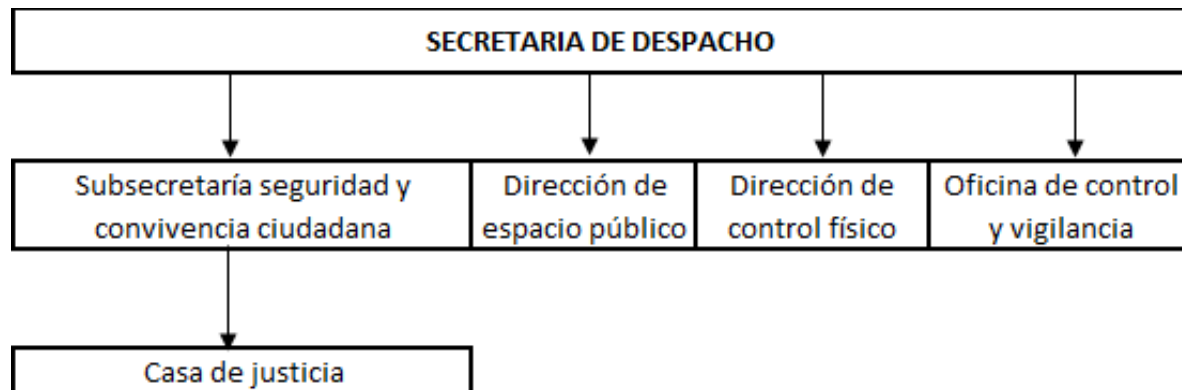 SECRETARIA DE DESPACHO
Subsecretaría seguridad y
convivencia ciudadana
Dirección de
espacio público
Dirección de
control físico
Oficina de control
y vigilancia
Casa de justicia